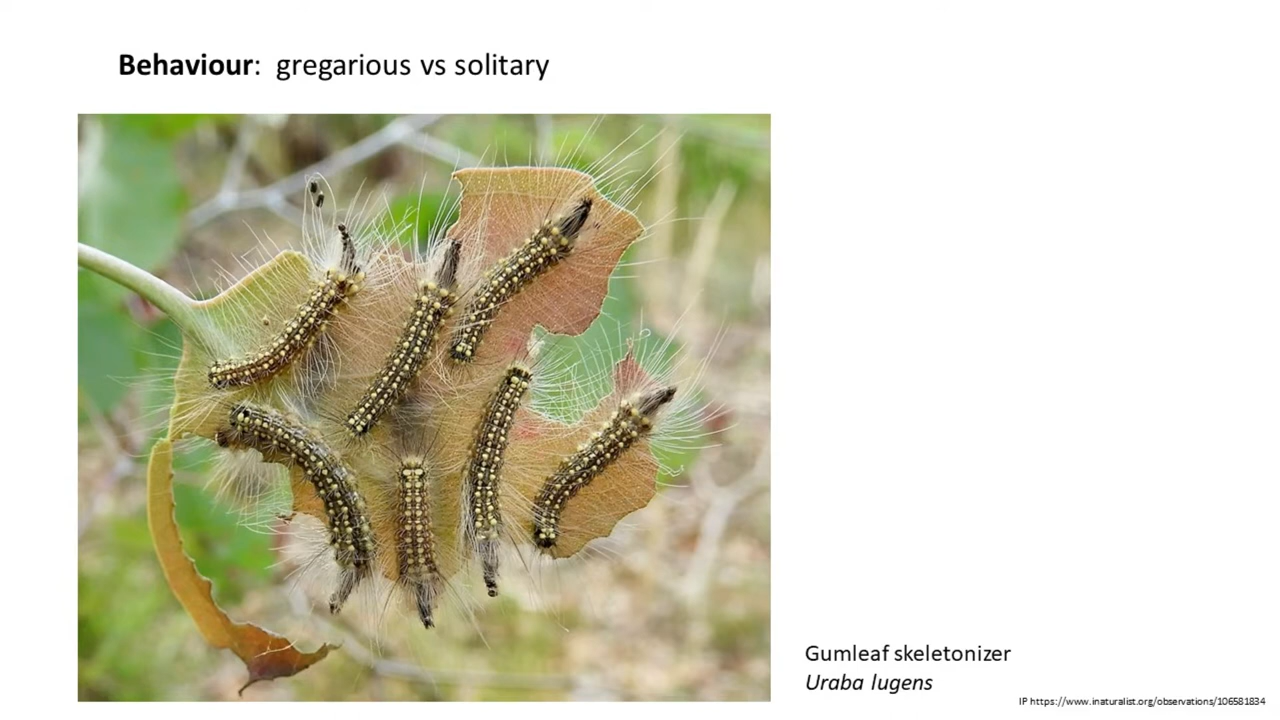 Behaviour: gregarious vs solitary
Gumleaf skeletonizer
Uraba lugens
IP https://www.inaturalist.org/observations/106581834